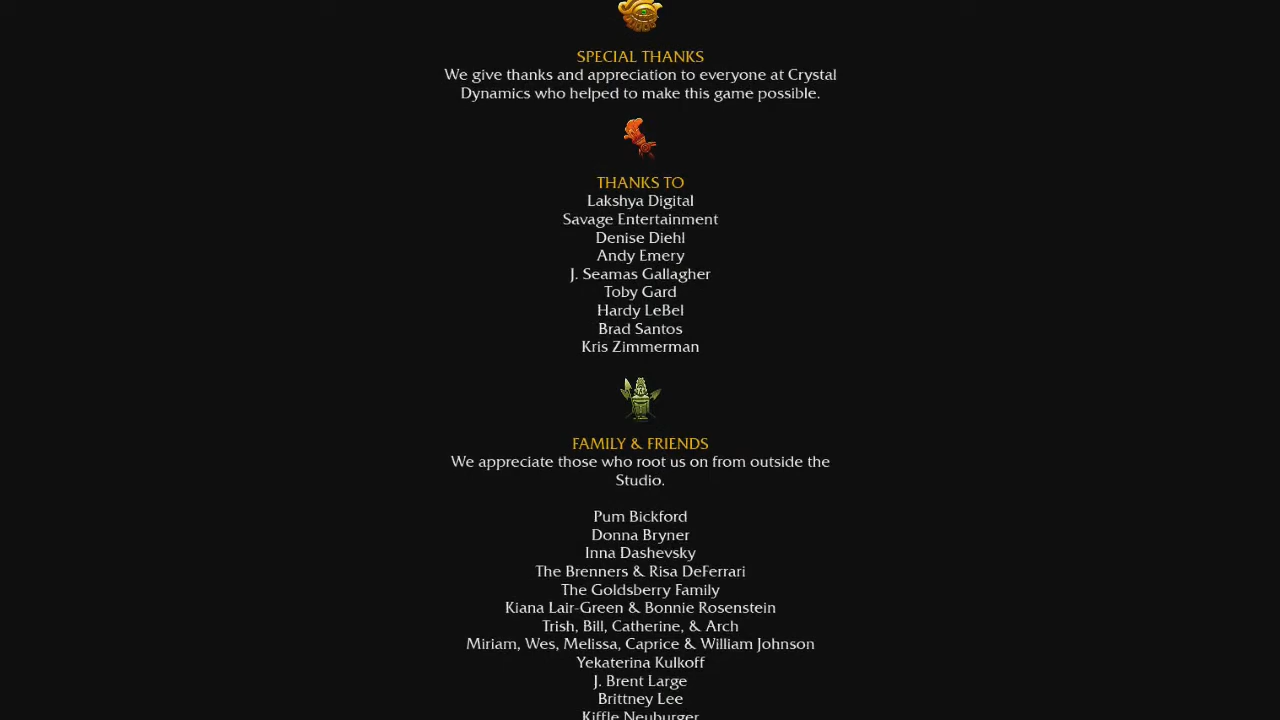 SPECIAL THANKS
We give thanks and appreciation to everyone at Crystal
Dynamics who helped to make this game possible.
THANKS TO
Lakshya Digital
Savage Entertainment
Denise Diehl
Andy Emery
J. Seamas Gallagher
Toby Gard
Hardy LeBel
Brad Santos
Kris Zimmerman
FAMILY & FRIENDS
We appreciate those who root us on from outside the
Studio.
Pum Bickford
Donna Bryner
Inna Dashevsky
The Brenners & Risa DeFerrari
The Goldsberry Family
Kiana Lair-Green & Bonnie Rosenstein
Trish, Bill, Catherine, & Arch
Miriam, Wes, Melissa, Caprice & William Johnson
Yekaterina Kulkoff
J. Brent Large
Brittney Lee
Kiffle Neuburger